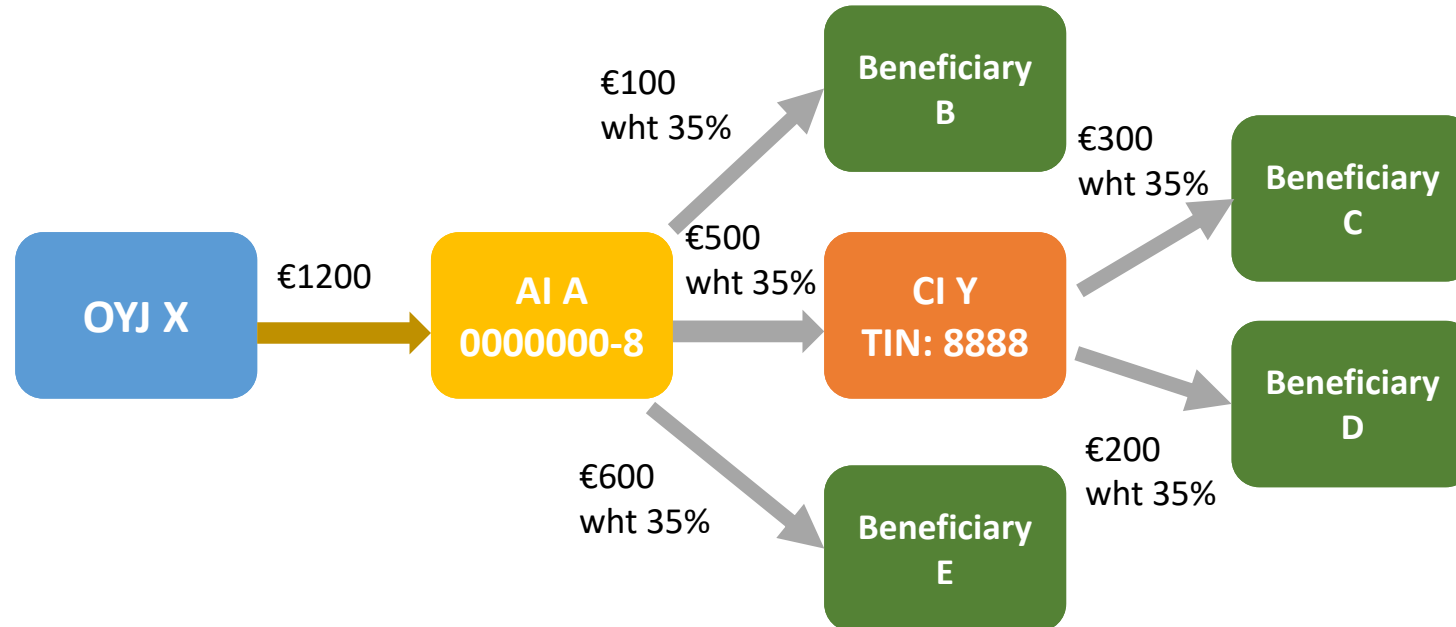 OYJ X
€1200
AI A
0000000-8
€100
wht 35%
Beneficiary
B
€500
wht 35%
CI Y
TIN: 8888
€600
wht 35%
Beneficiary
E
€300
wht 35%
Beneficiary
C
€200
wht 35%
Beneficiary
D